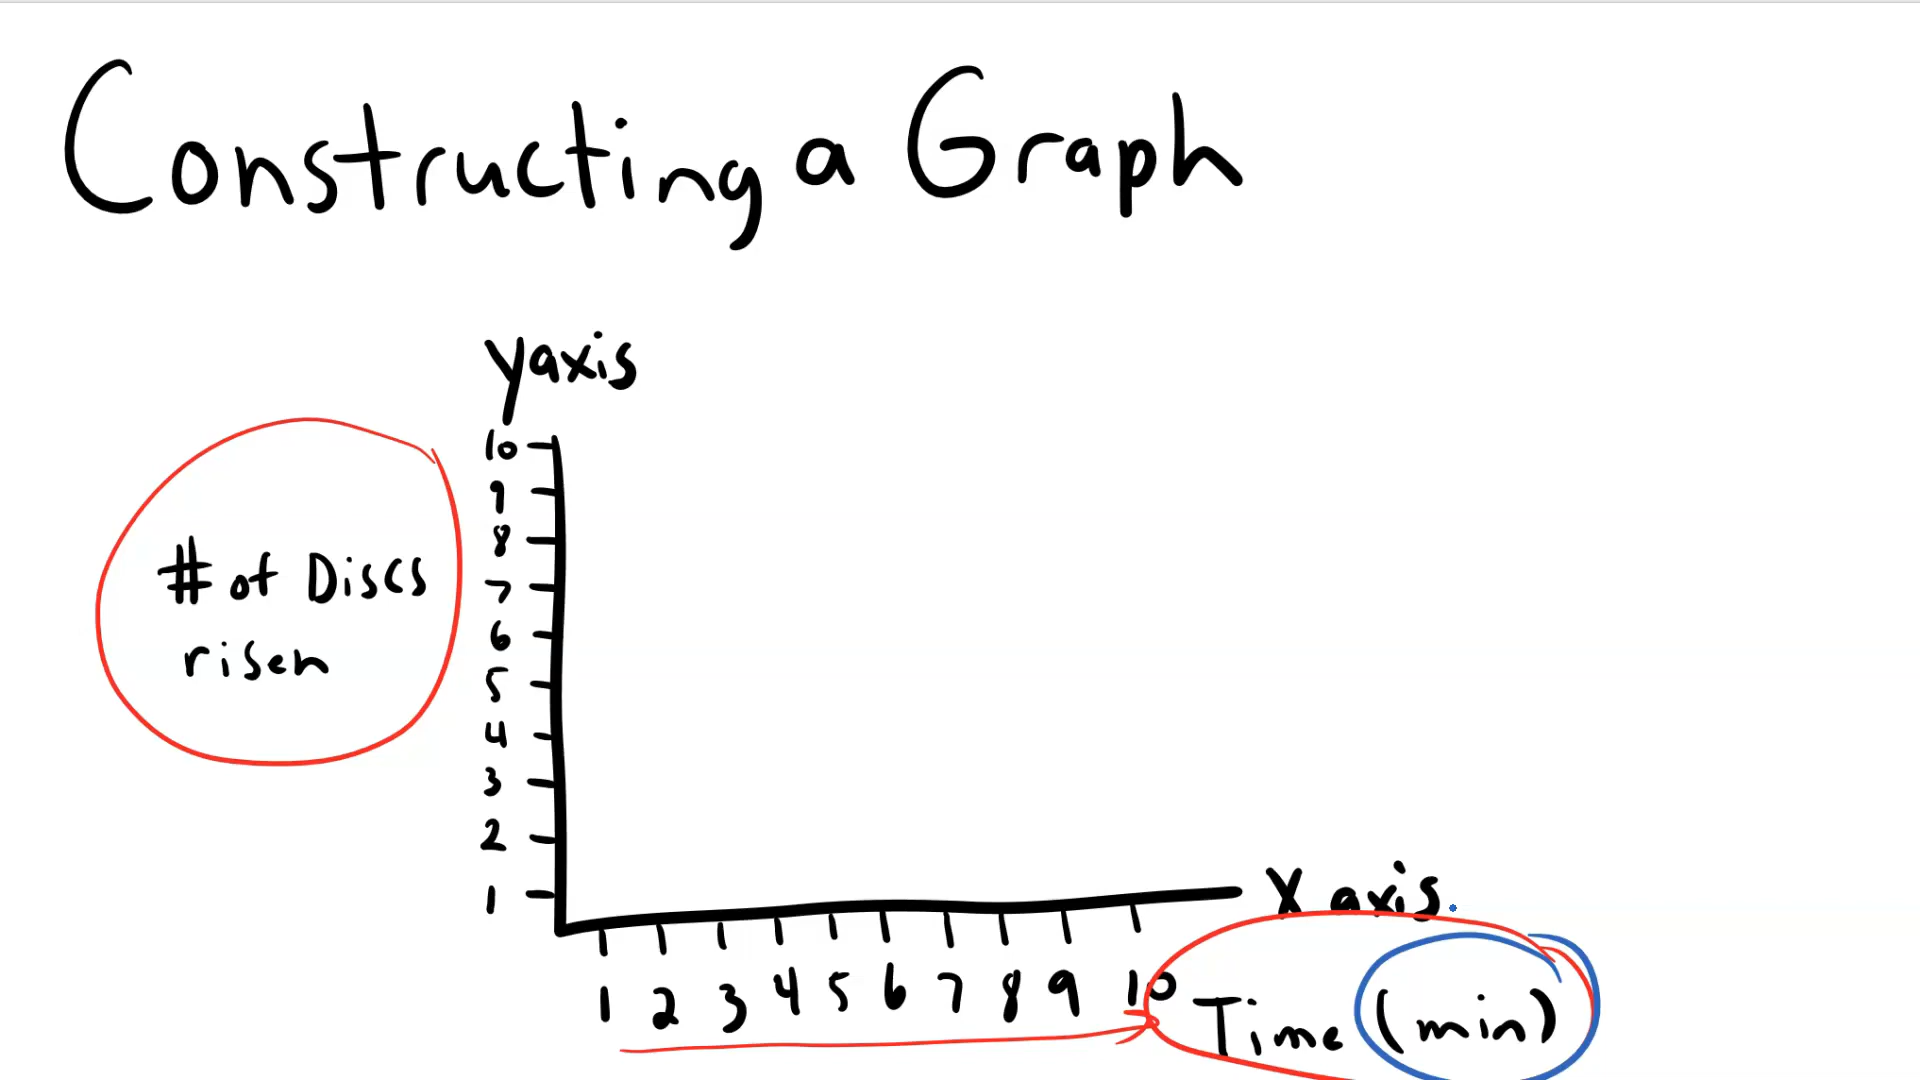 Constructing a Graph
yaxis
10
9
8
7
6
5
4
3
2
1
# of Discs
risen
X axis
1 2 3 4 5 6 7 8 9 10
Time (min)